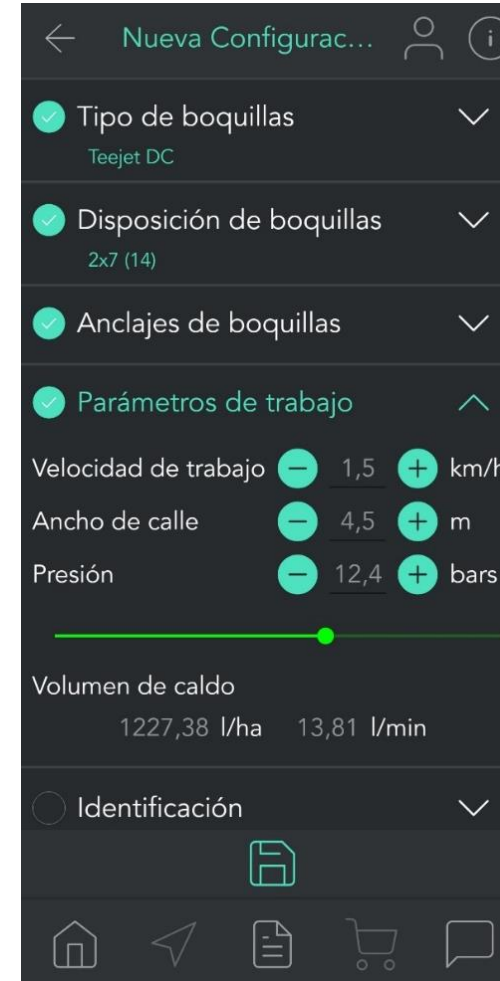 Nueva Configurac...
Tipo de boquillas
Teejet DC
Disposición de boquillas
2x7 (14)
Anclajes de boquillas
Parámetros de trabajo
Velocidad de trabajo 1,5 km/h
Ancho de calle 4,5 m
Presión 12,4 bars
Volumen de caldo
1227,38 l/ha 13,81 l/min
Identificación